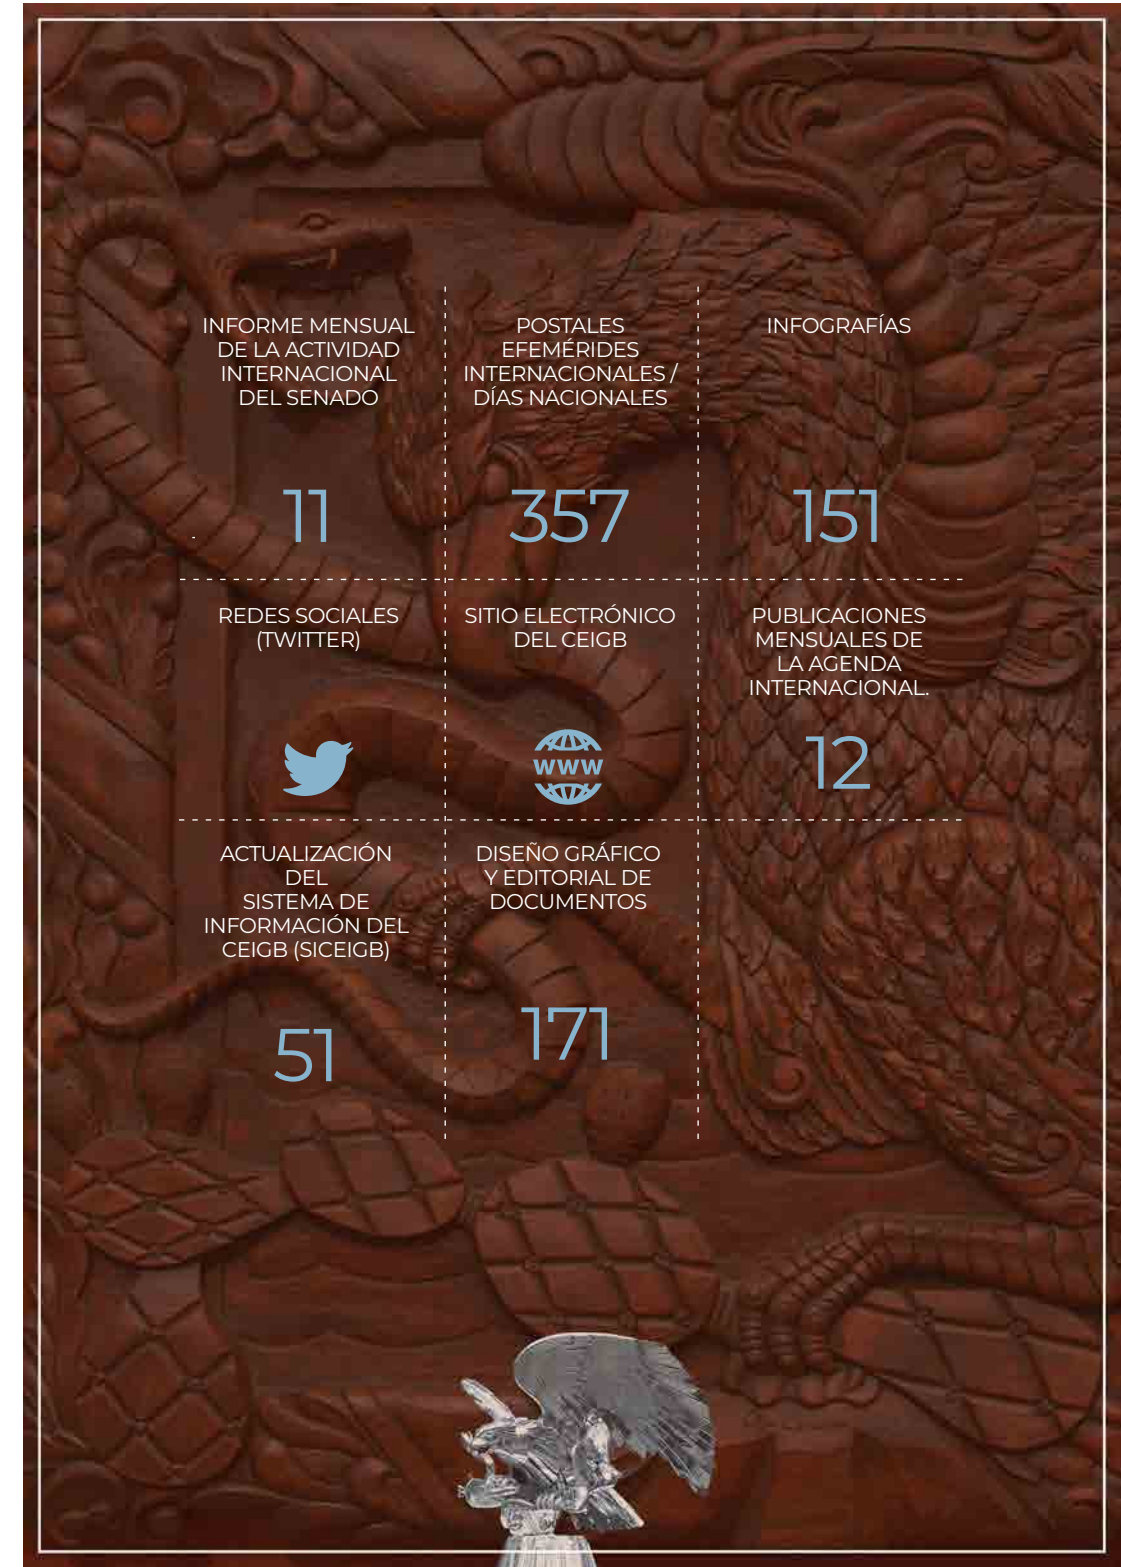 INFORME MENSUAL
DE LA ACTIVIDAD
INTERNACIONAL
DEL SENADO
11
POSTALES
EFEMÉRIDES
INTERNACIONALES /
DÍAS NACIONALES
357
INFOGRAFÍAS
151
REDES SOCIALES
(TWITTER)
SITIO ELECTRÓNICO
DEL CEIGB
WWW
PUBLICACIONES
MENSUALES DE
LA AGENDA
INTERNACIONAL.
12
ACTUALIZACIÓN
DEL
SISTEMA DE
INFORMACIÓN DEL
CEIGB (SICEIGB)
51
DISEÑO GRÁFICO
Y EDITORIAL DE
DOCUMENTOS
171